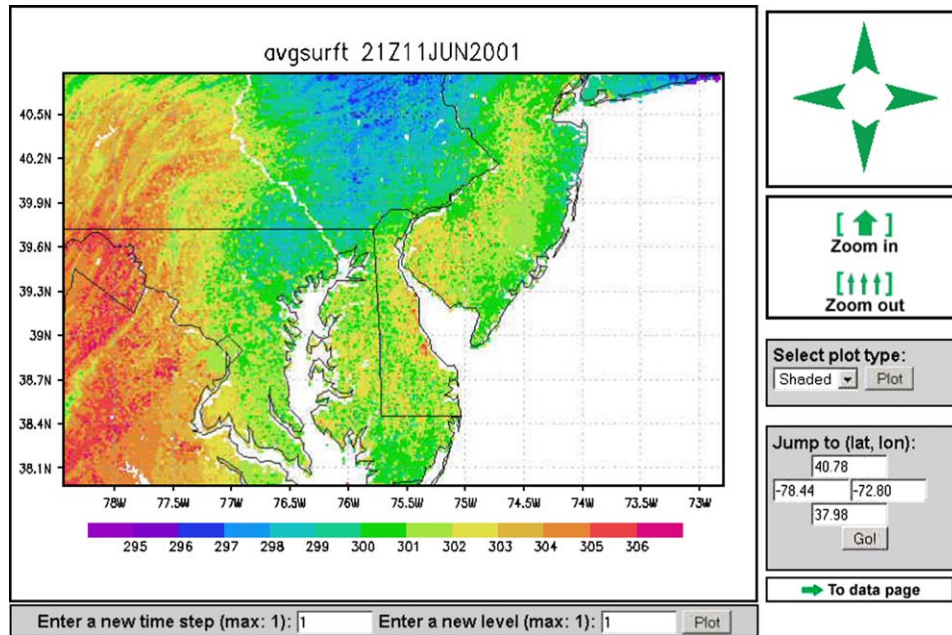 avgsurft 21Z11JUN2001
40.5N
40.2N
39.9N
39.6N
39.3N
39N
38.7N
38.4N
38.1N
78W 77.5W 77W 76.5W 76W 75.5W 75W 74.5W 74W 73.5W 73W
295 296 297 298 299 300 301 302 303 304 305 306
Enter a new time step (max: 1): 1 Enter a new level (max: 1): 1 Plot
Zoom in
Zoom out
Select plot type:
Shaded Plot
Jump to (lat, lon):
40.78
-78.44 -72.80
37.98
Go!
To data page